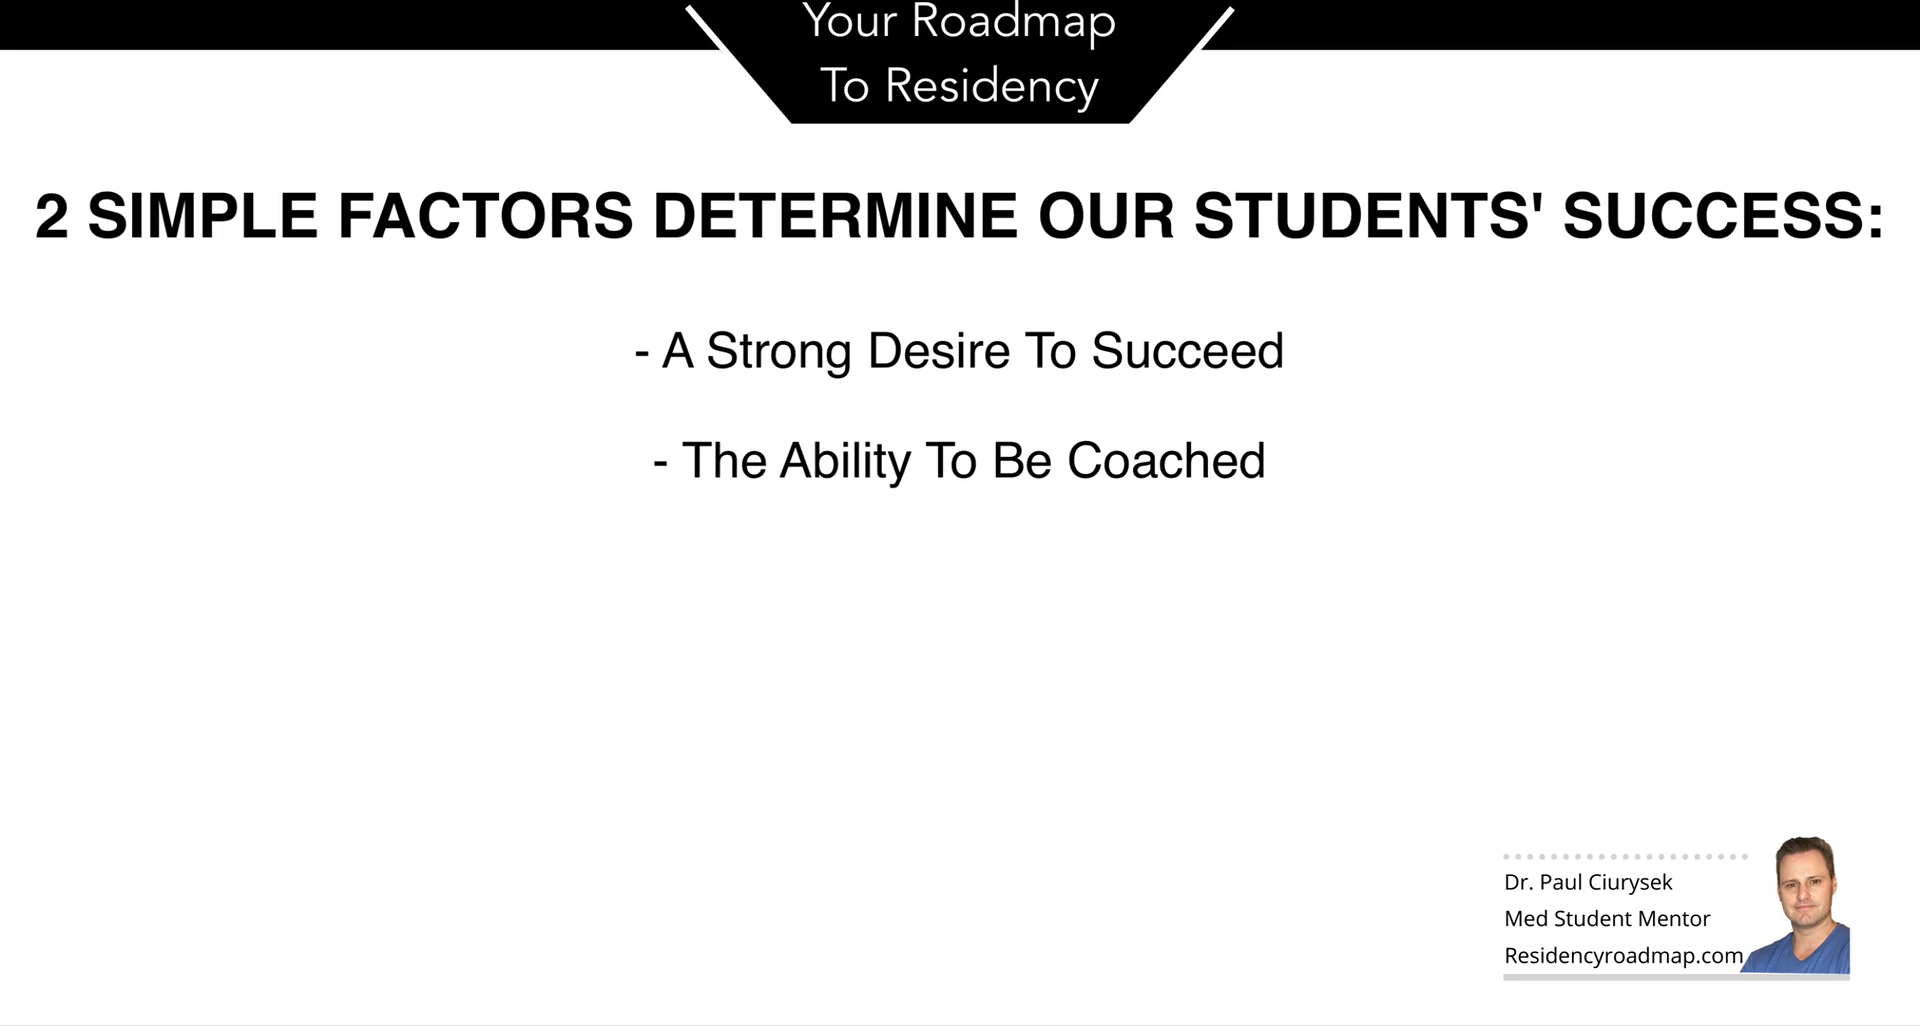 Your Roadmap
To Residency
2 SIMPLE FACTORS DETERMINE OUR STUDENTS' SUCCESS:
- A Strong Desire To Succeed
- The Ability To Be Coached
Dr. Paul Ciurysek
Med Student Mentor
Residencyroadmap.com